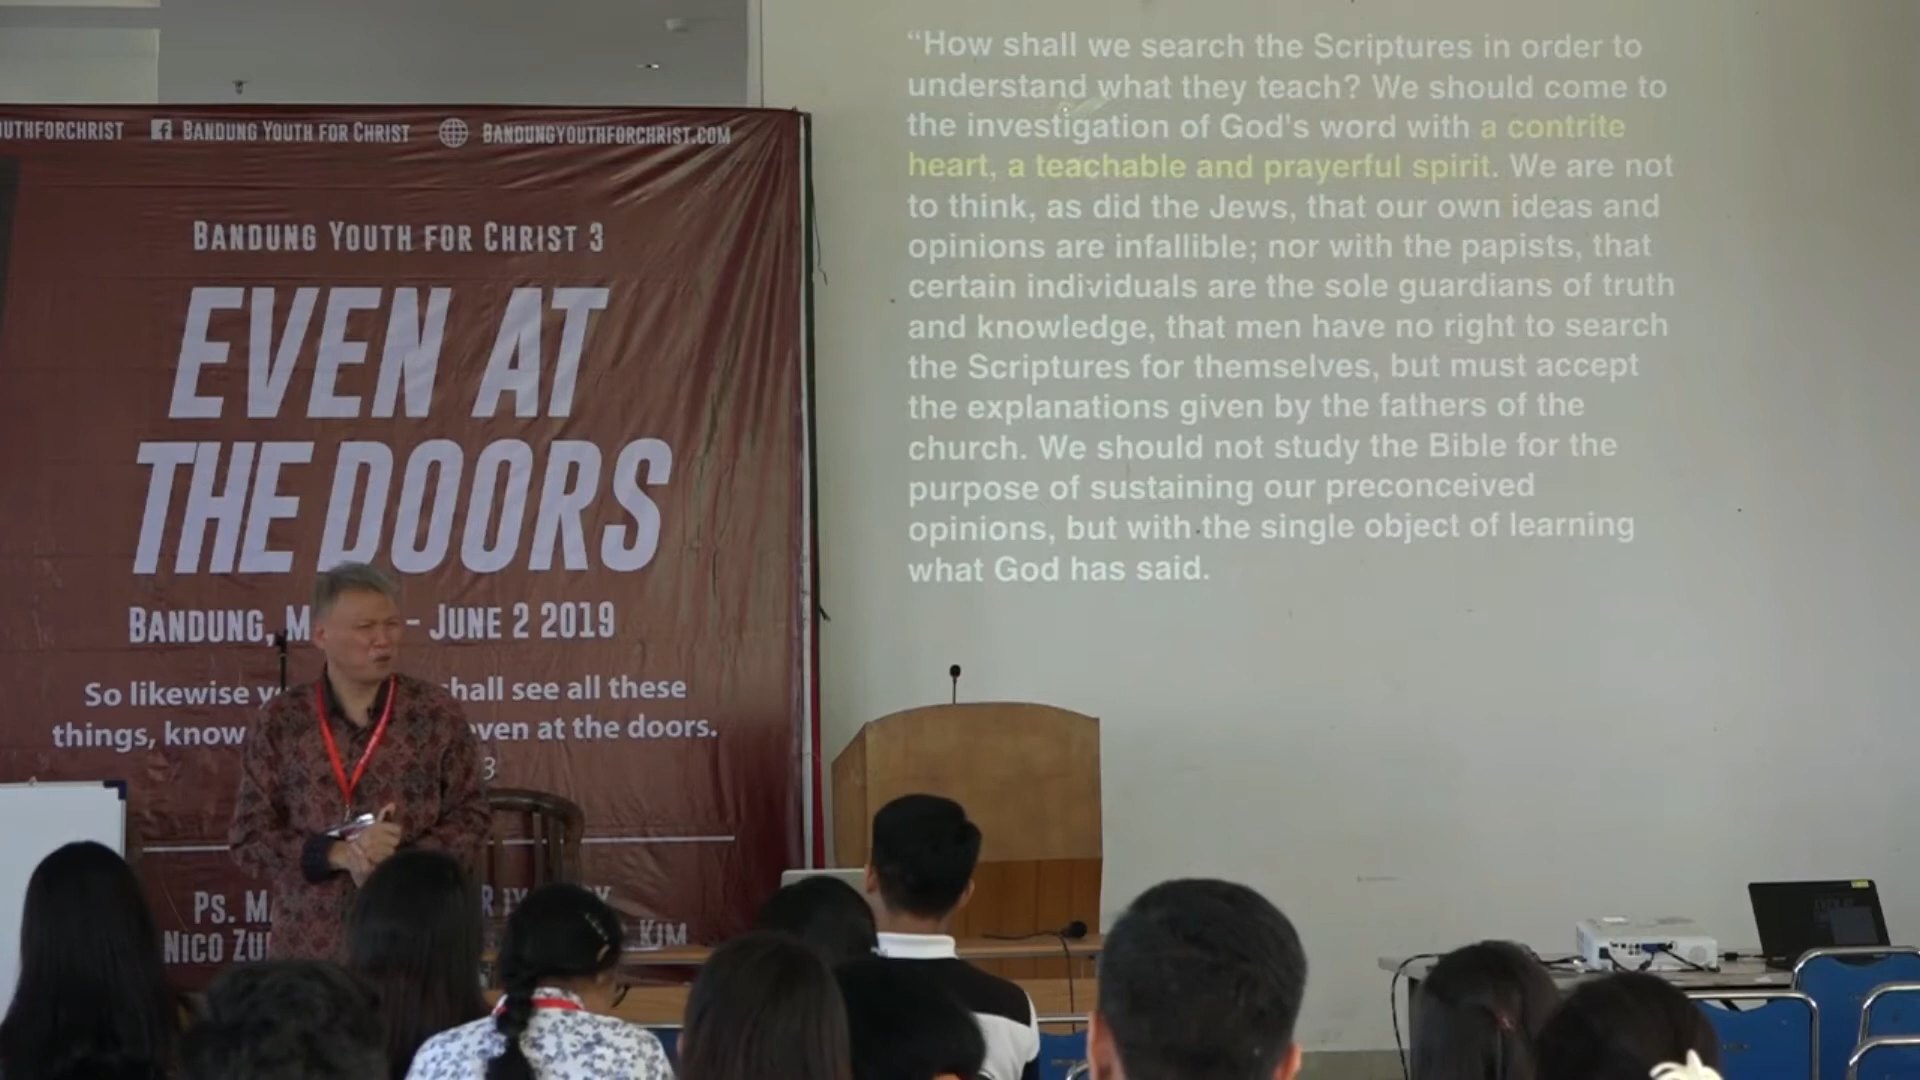 OUTHFORCHRIST BANDUNG YOUTH FOR CHRIST BANDUNGYOUTHFORCHRIST.COM
BANDUNG YOUTH FOR CHRIST 3
EVEN AT
THE DOORS
BANDUNG, M - JUNE 2 2019
So likewise shall see all these
things, know even at the doors.
3
PS. MA
NICO ZU KIM
“How shall we search the Scriptures in order to
understand what they teach? We should come to
the investigation of God's word with a contrite
heart, a teachable and prayerful spirit. We are not
to think, as did the Jews, that our own ideas and
opinions are infallible; nor with the papists, that
certain individuals are the sole guardians of truth
and knowledge, that men have no right to search
the Scriptures for themselves, but must accept
the explanations given by the fathers of the
church. We should not study the Bible for the
purpose of sustaining our preconceived
opinions, but with the single object of learning
what God has said.